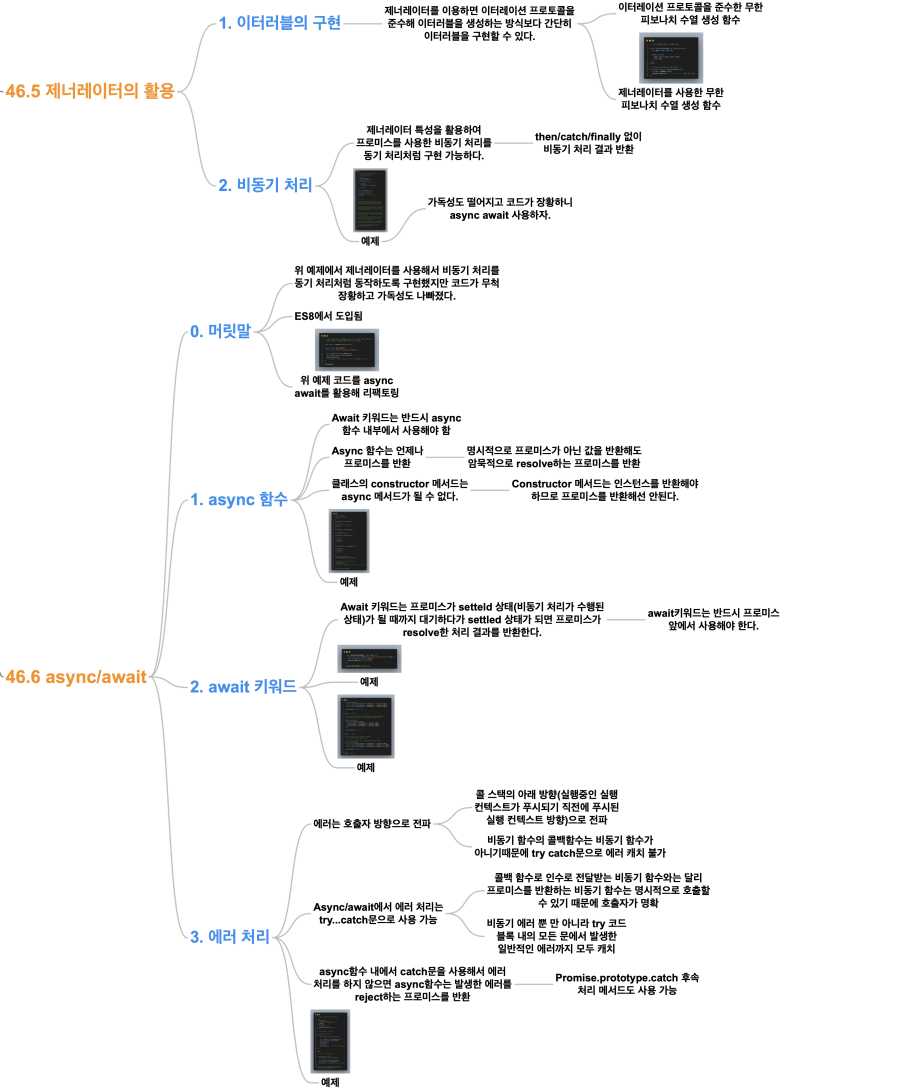 46.5 제너레이터의 활용
1. 이터러블의 구현
제너레이터를 이용하면 이터레이션 프로토콜을
준수해 이터러블을 생성하는 방식보다 간단히
이터러블을 구현할 수 있다.
이터레이션 프로토콜을 준수한 무한
피보나치 수열 생성 함수
제너레이터를 사용한 무한
피보나치 수열 생성 함수
2. 비동기 처리
제너레이터 특성을 활용하여
프로미스를 사용한 비동기 처리를
동기 처리처럼 구현 가능하다.
then/catch/finally 없이
비동기 처리 결과 반환
예제
가독성도 떨어지고 코드가 장황하니
async await 사용하자.
46.6 async/await
0. 머릿말
위 예제에서 제너레이터를 사용해서 비동기 처리를
동기 처리처럼 동작하도록 구현했지만 코드가 무척
장황하고 가독성도 나빠졌다.
ES8에서 도입됨
위 예제 코드를 async
await를 활용해 리팩토링
1. async 함수
Await 키워드는 반드시 async
함수 내부에서 사용해야 함
Async 함수는 언제나
프로미스를 반환
명시적으로 프로미스가 아닌 값을 반환해도
암묵적으로 resolve하는 프로미스를 반환
클래스의 constructor 메서드는
async 메서드가 될 수 없다.
Constructor 메서드는 인스턴스를 반환해야
하므로 프로미스를 반환해선 안된다.
예제
2. await 키워드
Await 키워드는 프로미스가 setteld 상태(비동기 처리가 수행된
상태)가 될 때까지 대기하다가 settled 상태가 되면 프로미스가
resolve한 처리 결과를 반환한다.
await키워드는 반드시 프로미스
앞에서 사용해야 한다.
예제
예제
3. 에러 처리
에러는 호출자 방향으로 전파
콜 스택의 아래 방향(실행중인 실행
컨텍스트가 푸시되기 직전에 푸시된
실행 컨텍스트 방향)으로 전파
비동기 함수의 콜백함수는 비동기 함수가
아니기때문에 try catch문으로 에러 캐치 불가
Async/await에서 에러 처리는
try...catch문으로 사용 가능
콜백 함수로 인수로 전달받는 비동기 함수와는 달리
프로미스를 반환하는 비동기 함수는 명시적으로 호출할
수 있기 때문에 호출자가 명확
비동기 에러 뿐 만 아니라 try 코드
블록 내의 모든 문에서 발생한
일반적인 에러까지 모두 캐치
async함수 내에서 catch문을 사용해서 에러
처리를 하지 않으면 async함수는 발생한 에러를
reject하는 프로미스를 반환
Promise.prototype.catch 후속
처리 메서드도 사용 가능
예제